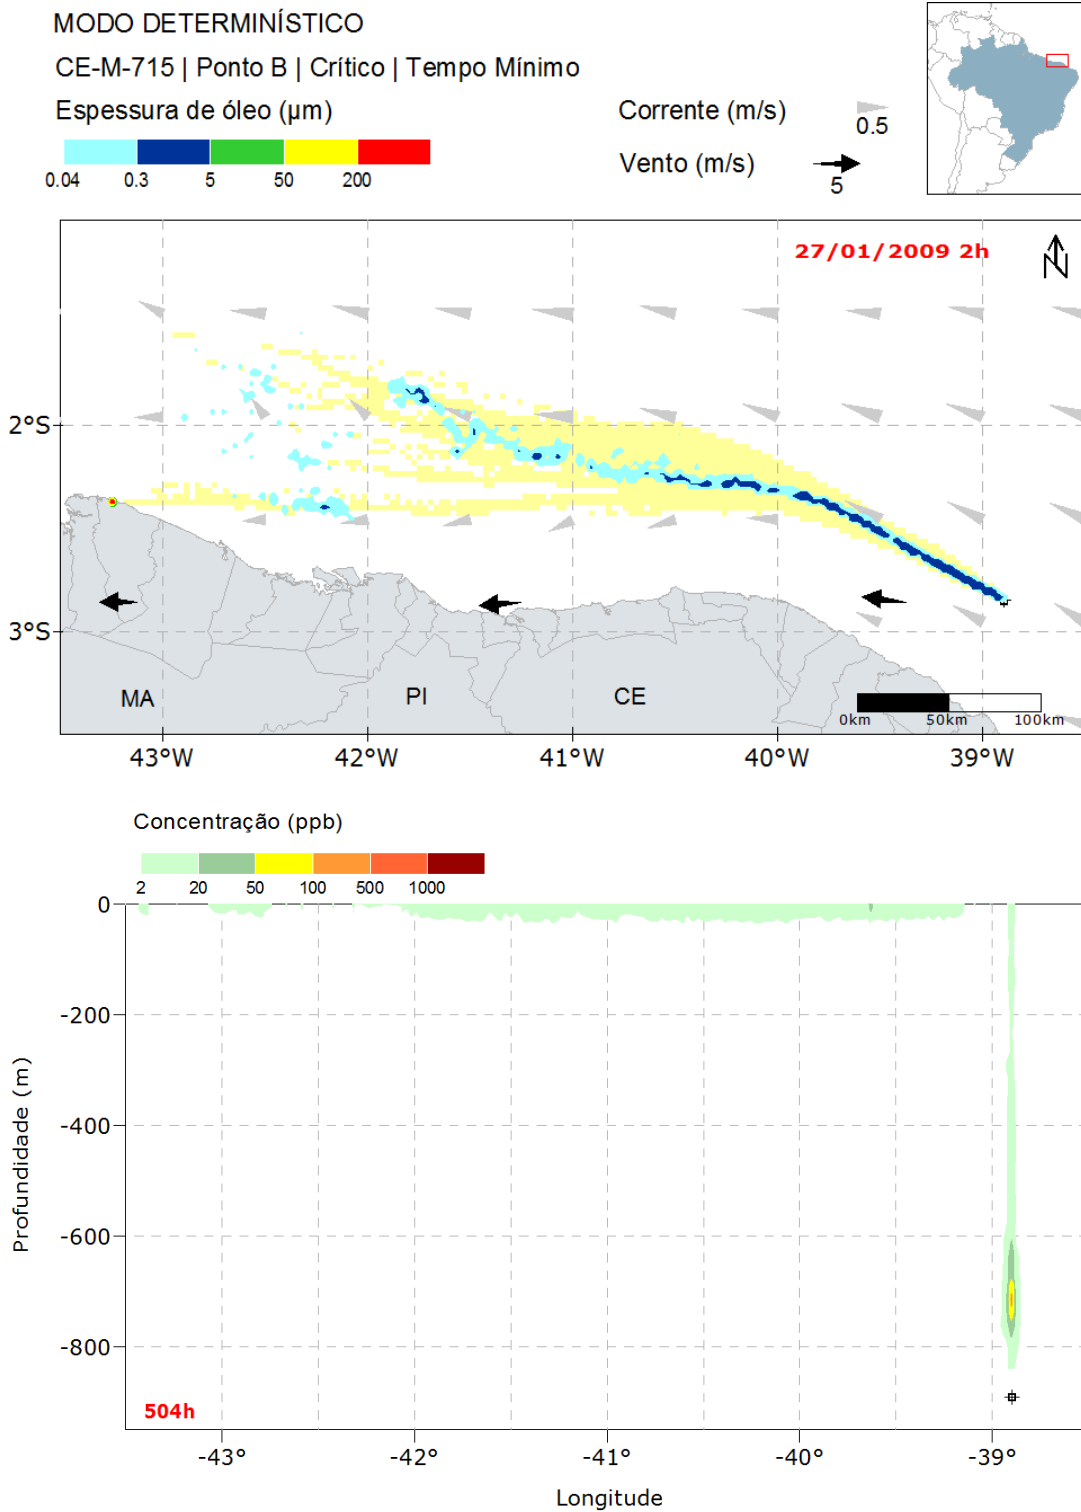 MODO DETERMINÍSTICO
CE-M-715 | Ponto B | Crítico | Tempo Mínimo
Espessura de óleo (µm)
0.04 0.3 5 50 200
Corrente (m/s)
0.5
Vento (m/s)
5
27/01/2009 2h
N
2°S
3°S
MA PI CE
0km 50km 100km
43°W 42°W 41°W 40°W 39°W
Concentração (ppb)
2 20 50 100 500 1000
0
-200
-400
-600
-800
Profundidade (m)
504h
-43° -42° -41° -40° -39°
Longitude